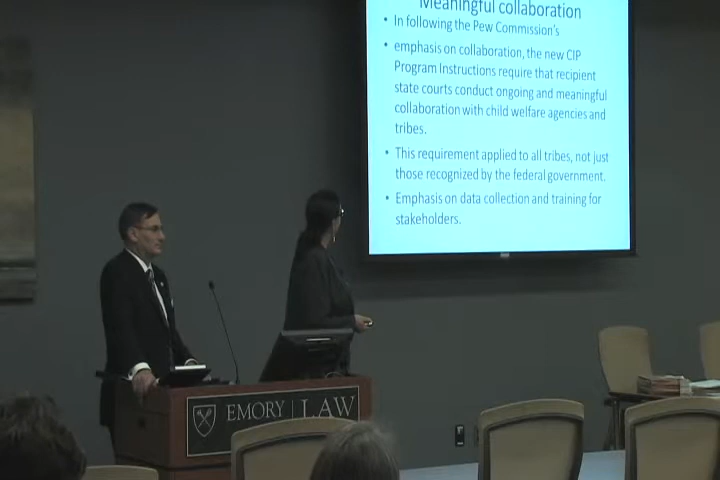 Meaningful collaboration
• In following the Pew Commission's
• emphasis on collaboration, the new CIP
Program Instructions require that recipient
state courts conduct ongoing and meaningful
collaboration with child welfare agencies and
tribes.
• This requirement applied to all tribes, not just
those recognized by the federal government.
• Emphasis on data collection and training for
stakeholders.
EMORY | LAW